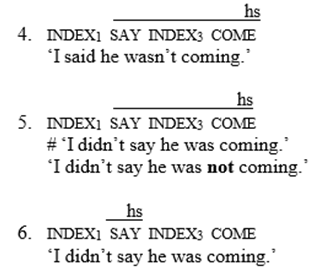 hs
4. INDEX1 SAY INDEX3 COME
‘I said he wasn’t coming.’
hs
5. INDEX1 SAY INDEX3 COME
# ‘I didn’t say he was coming.’
‘I didn’t say he was not coming.’
hs
6. INDEX1 SAY INDEX3 COME
‘I didn’t say he was coming.’